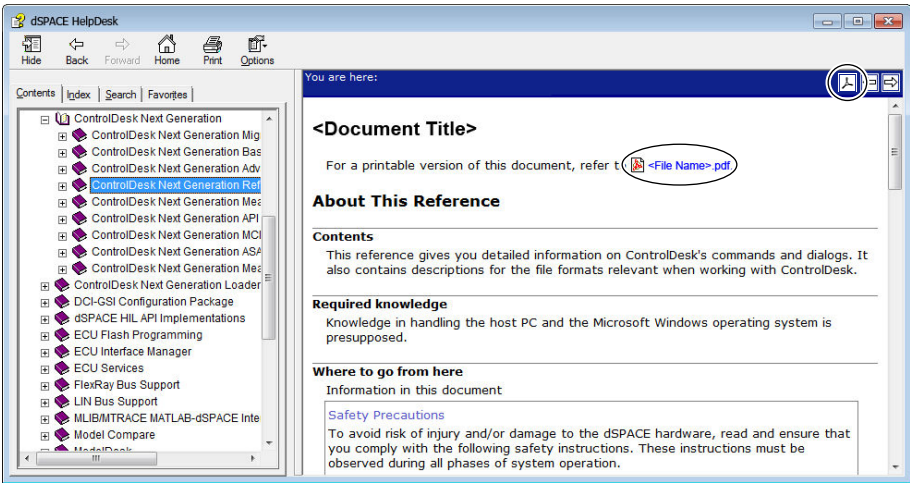 dSPACE HelpDesk
Hide Back Forward Home Print Options
Contents Index Search Favorites
ControlDesk Next Generation
ControlDesk Next Generation Mig
ControlDesk Next Generation Bas
ControlDesk Next Generation Adv
ControlDesk Next Generation Ref
ControlDesk Next Generation Mea
ControlDesk Next Generation API
ControlDesk Next Generation MCI
ControlDesk Next Generation ASA
ControlDesk Next Generation Mea
ControlDesk Next Generation Loader
DCI-GSI Configuration Package
dSPACE HIL API Implementations
ECU Flash Programming
ECU Interface Manager
ECU Services
FlexRay Bus Support
LIN Bus Support
MLIB/MTRACE MATLAB-dSPACE Inte
Model Compare
ModelDesk
You are here:
<Document Title>
For a printable version of this document, refer t <File Name>.pdf.
About This Reference
Contents
This reference gives you detailed information on ControlDesk's commands and dialogs. It
also contains descriptions for the file formats relevant when working with ControlDesk.
Required knowledge
Knowledge in handling the host PC and the Microsoft Windows operating system is
presupposed.
Where to go from here
Information in this document
Safety Precautions
To avoid risk of injury and/or damage to the dSPACE hardware, read and ensure that
you comply with the following safety instructions. These instructions must be
observed during all phases of system operation.